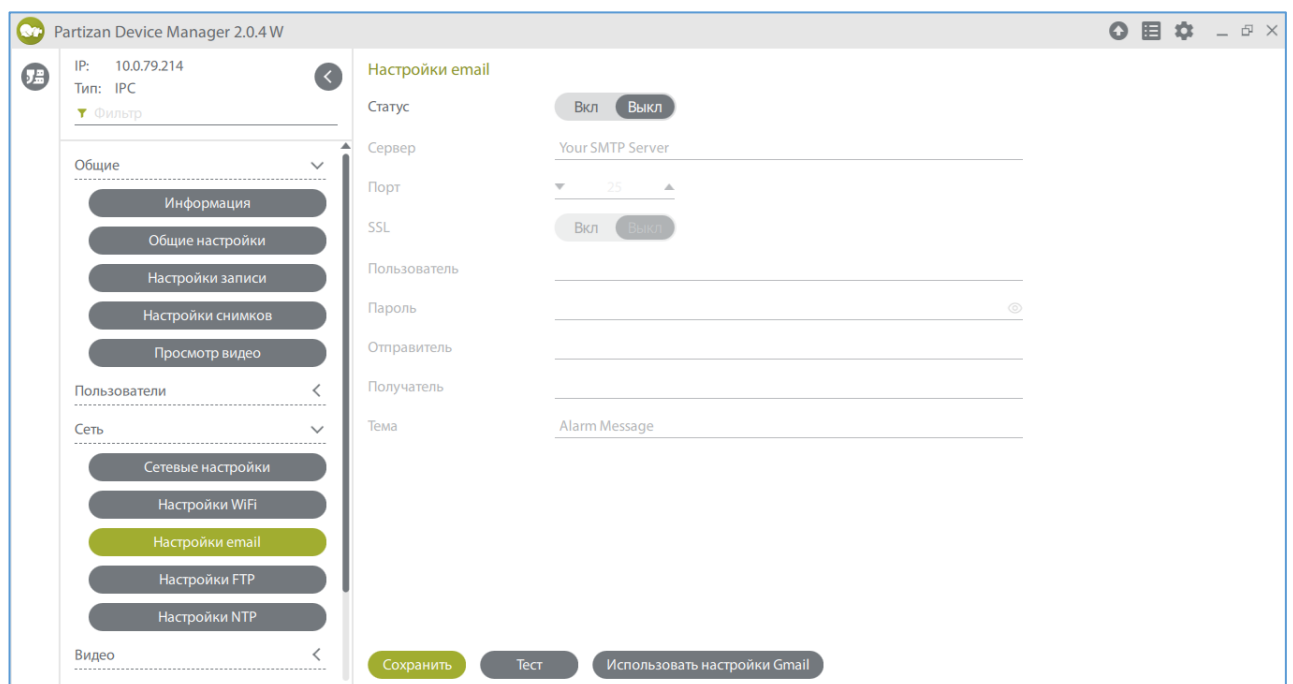 Partizan Device Manager 2.0.4 W
IP: 10.0.79.214
Тип: IPC
Фильтр
Общие
Информация
Общие настройки
Настройки записи
Настройки снимков
Просмотр видео
Пользователи
Сеть
Сетевые настройки
Настройки WiFi
Настройки email
Настройки FTP
Настройки NTP
Видео
Настройки email
Статус Вкл Выкл
Сервер Your SMTP Server
Порт 25
SSL Вкл Выкл
Пользователь
Пароль
Отправитель
Получатель
Тема Alarm Message
Сохранить Тест Использовать настройки Gmail